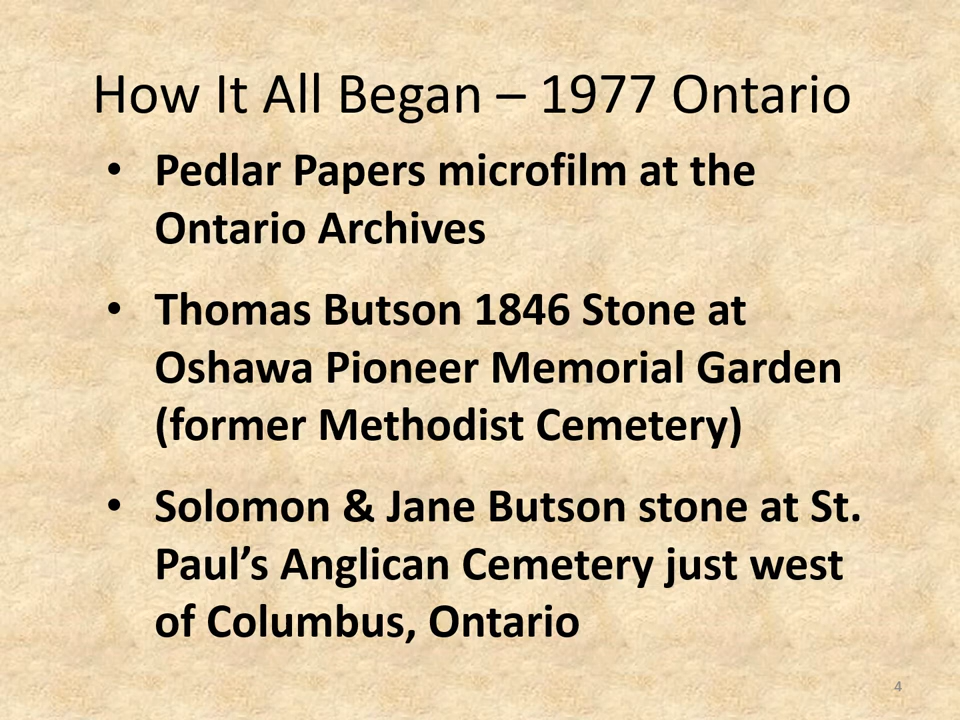 How It All Began – 1977 Ontario
• Pedlar Papers microfilm at the
Ontario Archives
• Thomas Butson 1846 Stone at
Oshawa Pioneer Memorial Garden
(former Methodist Cemetery)
• Solomon & Jane Butson stone at St.
Paul’s Anglican Cemetery just west
of Columbus, Ontario
4